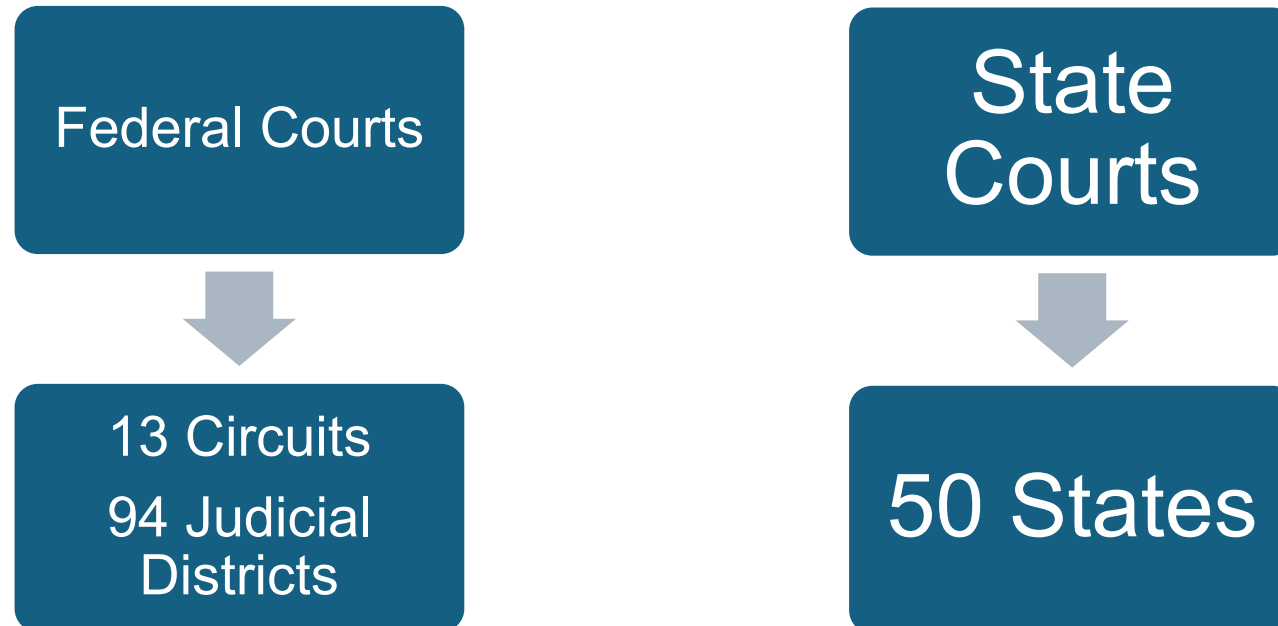 Federal Courts
State
Courts
13 Circuits
94 Judicial
Districts
50 States